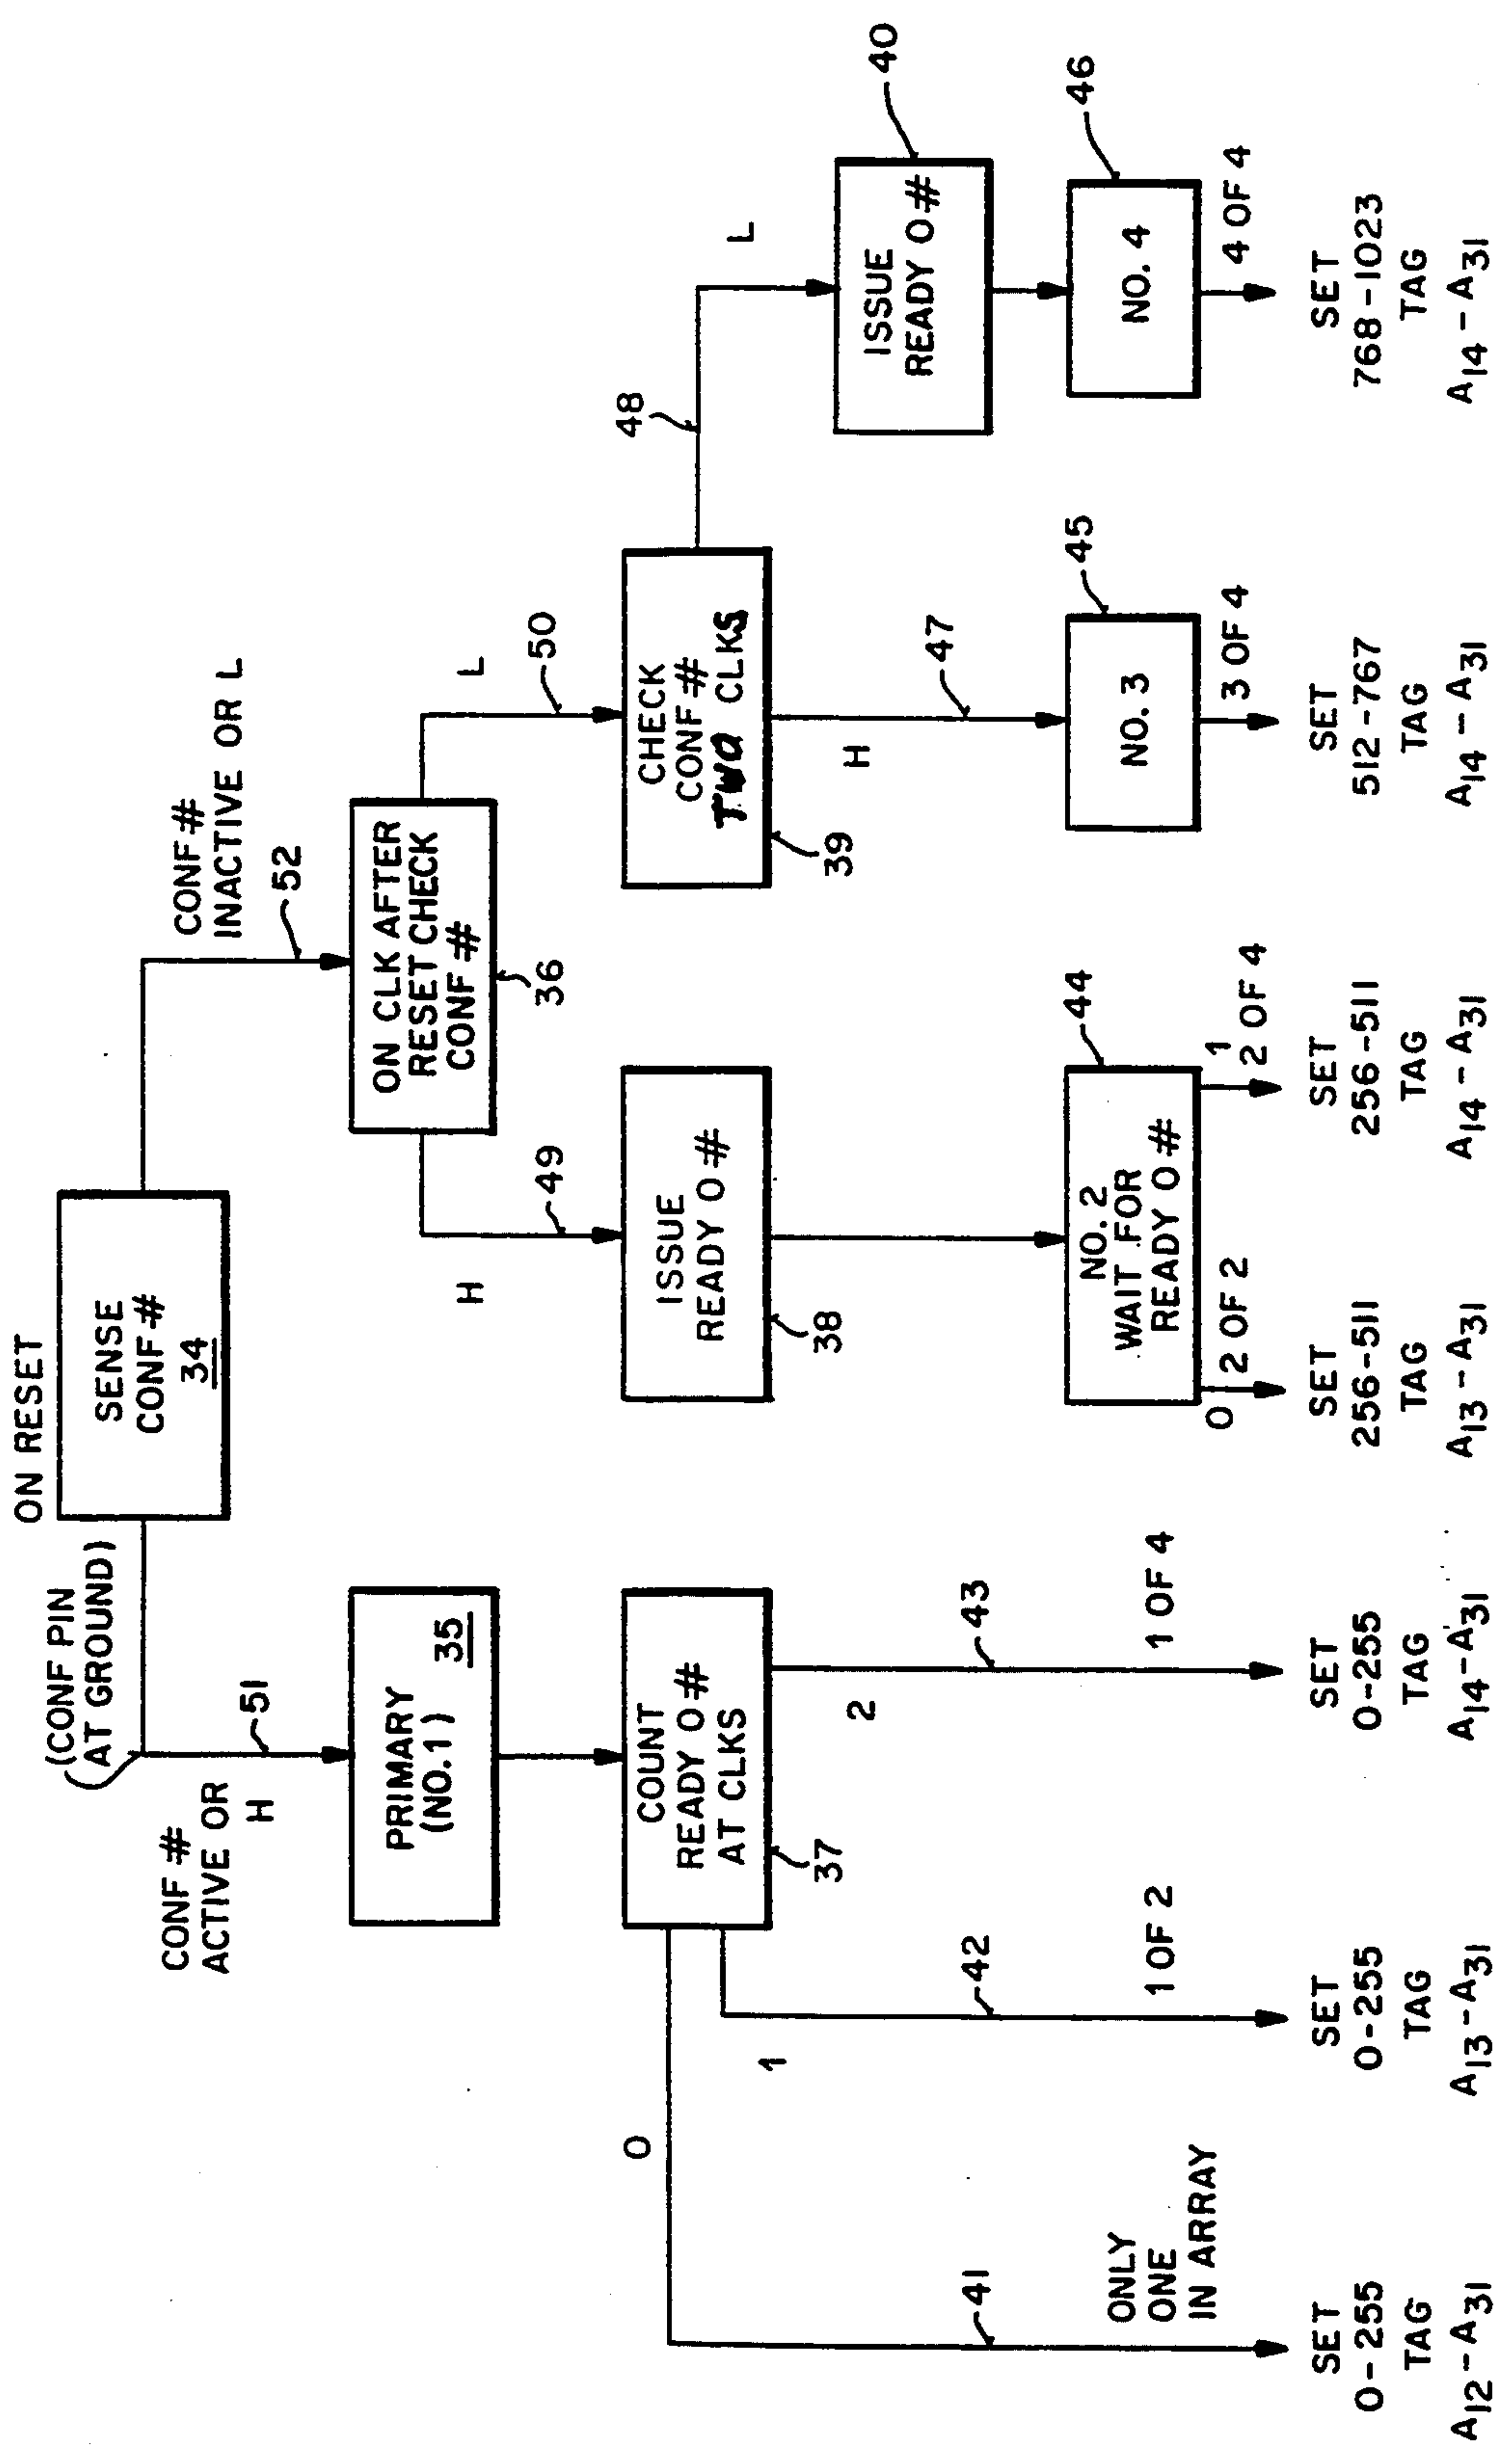 ON RESET
SENSE
CONF#
34
(CONF PIN
AT GROUND)
CONF #
ACTIVE OR
H
51
CONF#
INACTIVE OR L
52
PRIMARY
(NO.1)
35
ON CLK AFTER
RESET CHECK
CONF #
36
H
49
L
50
COUNT
READY O #
AT CLKS
37
ISSUE
READY O #
38
CHECK
CONF #
TWO CLKS
39
48
L
ISSUE
READY O #
40
0
1
2
H
41
42
43
47
NO. 2
WAIT FOR
READY O #
44
NO. 3
45
NO. 4
46
ONLY
ONE
IN ARRAY
1 OF 2
1 OF 4
0
2 OF 2
1
2 OF 4
3 OF 4
4 OF 4
SET
0-255
TAG
A12-A31
SET
0-255
TAG
A13-A31
SET
0-255
TAG
A14-A31
SET
256-511
TAG
A13-A31
SET
256-511
TAG
A14-A31
SET
512-767
TAG
A14-A31
SET
768-1023
TAG
A14-A31